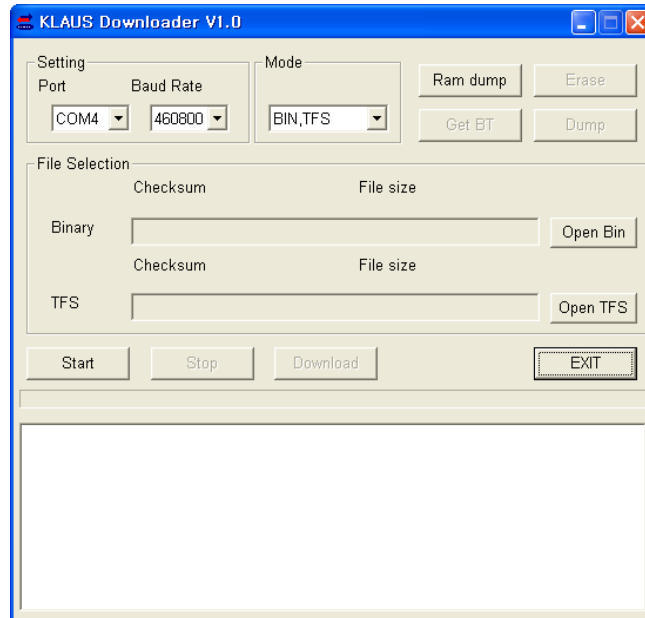 KLAUS Downloader V1.0
Setting
Mode
Port Baud Rate
Ram dump Erase
COM4 460800 BIN,TFS
Get BT Dump
File Selection
Checksum File size
Binary Open Bin
Checksum File size
TFS Open TFS
Start Stop Download EXIT